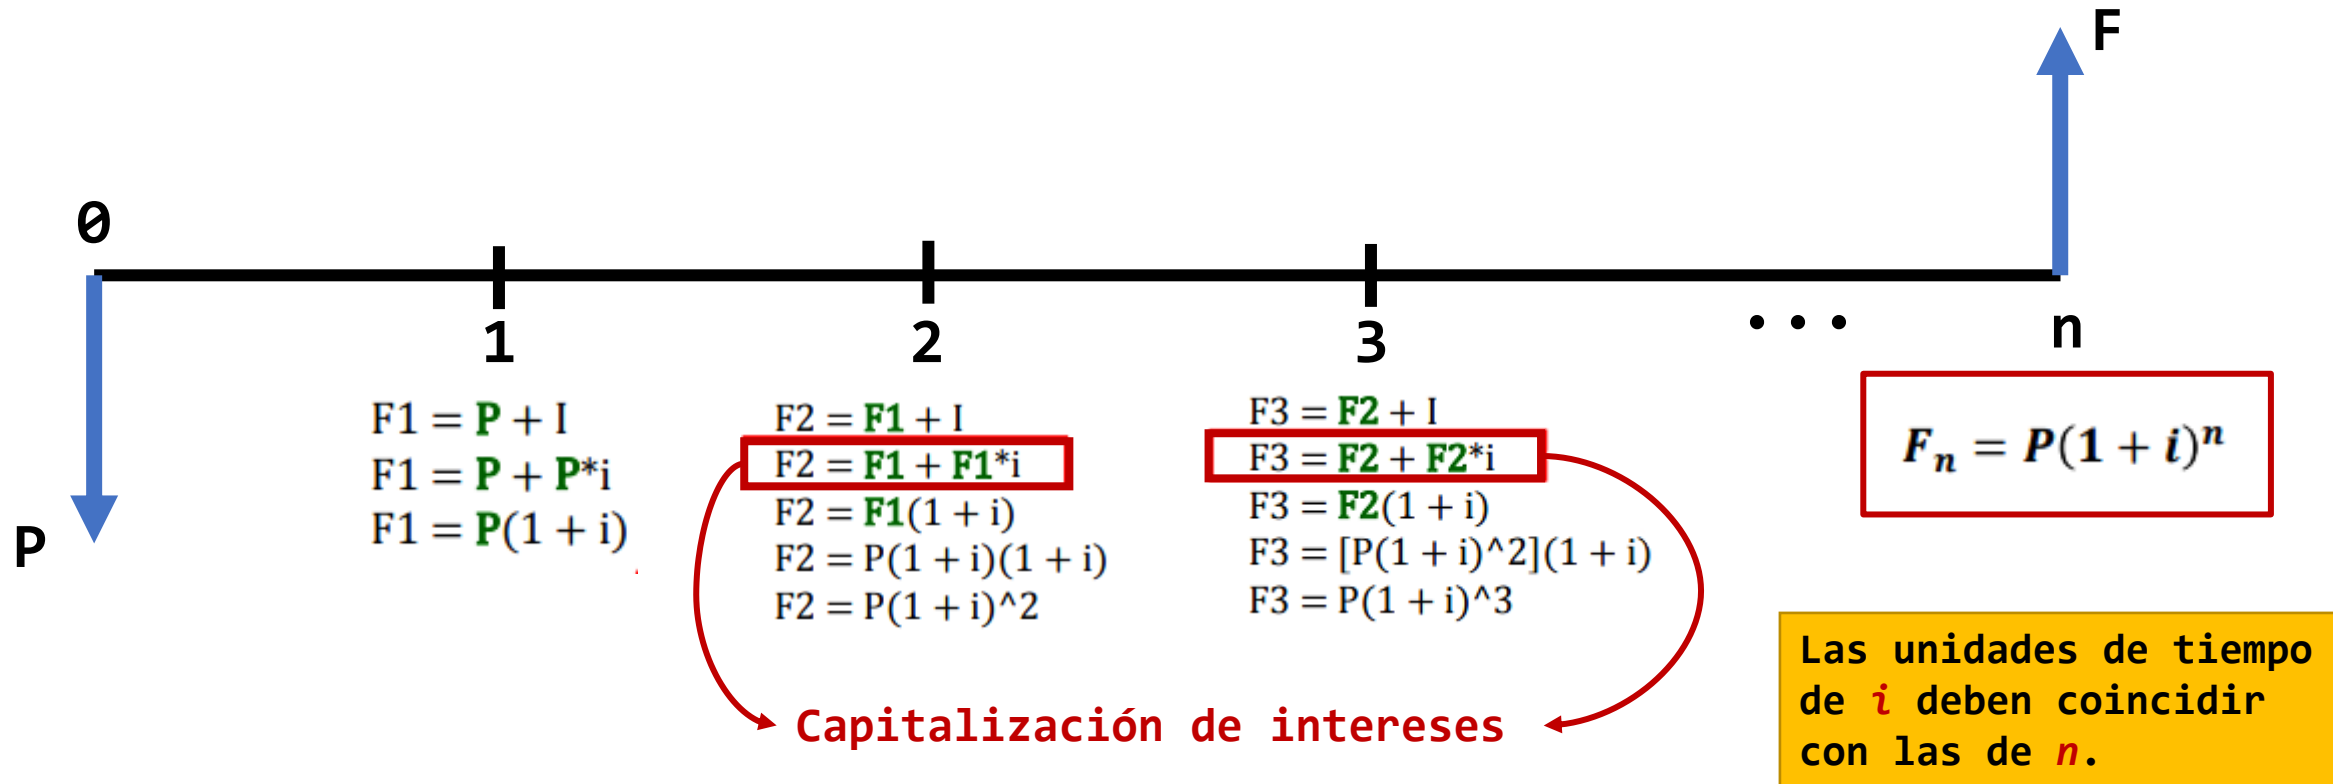 F
0
1
2
3
...
n
P
F1 = P + I
F1 = P + P*i
F1 = P(1 + i)
F2 = F1 + I
F2 = F1 + F1*i
F2 = F1(1 + i)
F2 = P(1 + i)(1 + i)
F2 = P(1 + i)^2
F3 = F2 + I
F3 = F2 + F2*i
F3 = F2(1 + i)
F3 = [P(1 + i)^2](1 + i)
F3 = P(1 + i)^3
Fₙ = P(1 + i)ⁿ
Capitalización de intereses
Las unidades de tiempo
de i deben coincidir
con las de n.